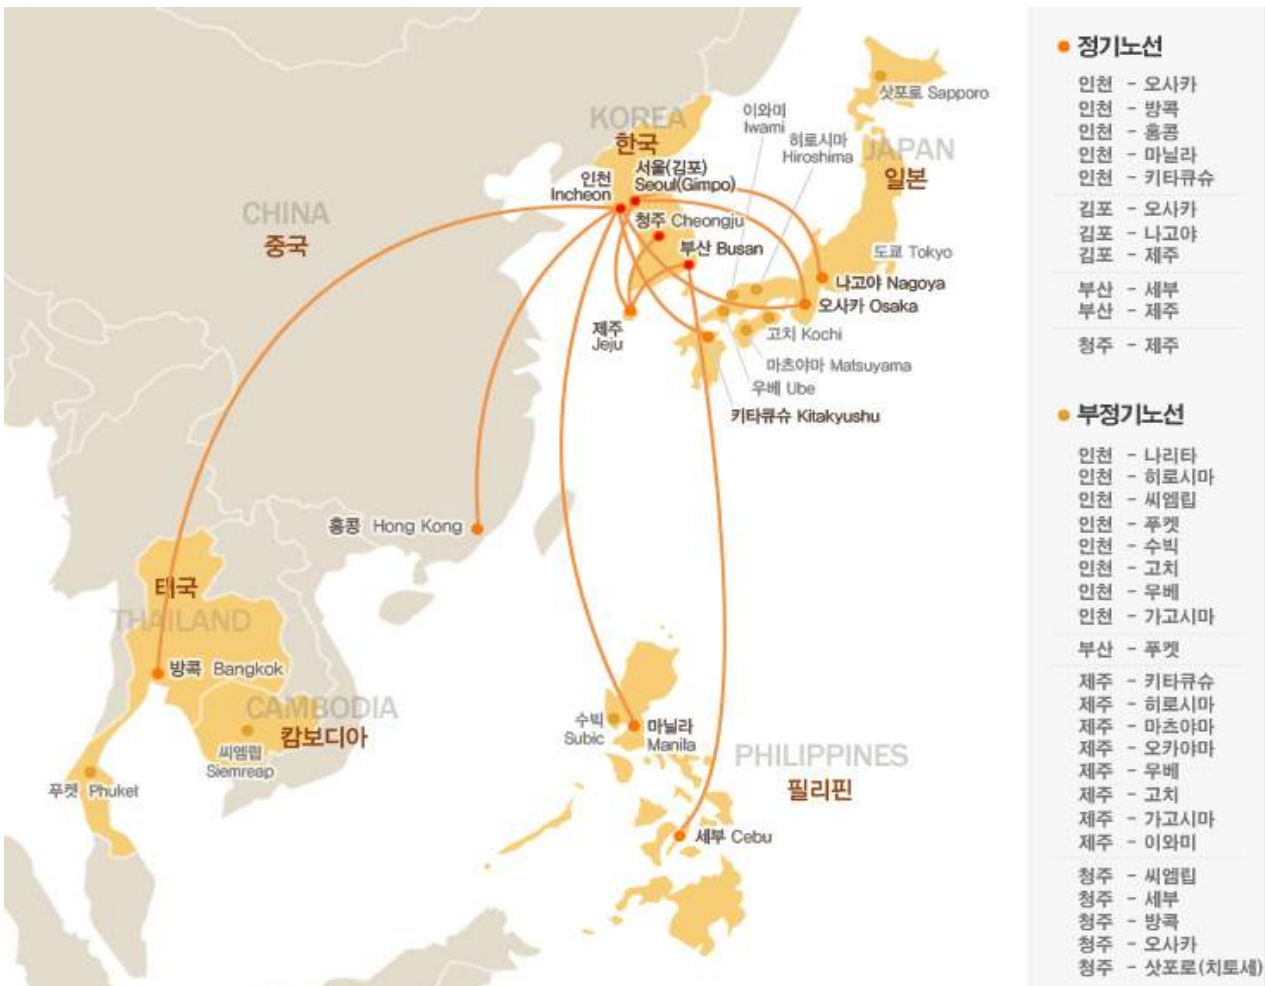 KOREA
한국
이와미
Iwami
히로시마
Hiroshima
삿포로 Sapporo
JAPAN
일본
인천
Incheon
서울(김포)
Seoul(Gimpo)
청주 Cheongju
부산 Busan
CHINA
중국
도쿄 Tokyo
나고야 Nagoya
오사카 Osaka
제주
Jeju
고치 Kochi
마츠야마 Matsuyama
우베 Ube
키타큐슈 Kitakyushu
홍콩 Hong Kong
태국
THAILAND
방콕 Bangkok
CAMBODIA
캄보디아
씨엠립
Siemreap
푸켓 Phuket
수빅
Subic
마닐라
Manila
PHILIPPINES
필리핀
세부 Cebu
정기노선
인천 - 오사카
인천 - 방콕
인천 - 홍콩
인천 - 마닐라
인천 - 키타큐슈
김포 - 오사카
김포 - 나고야
김포 - 제주
부산 - 세부
부산 - 제주
청주 - 제주
부정기노선
인천 - 나리타
인천 - 히로시마
인천 - 씨엠립
인천 - 푸켓
인천 - 수빅
인천 - 고치
인천 - 우베
인천 - 가고시마
부산 - 푸켓
제주 - 키타큐슈
제주 - 히로시마
제주 - 마츠야마
제주 - 오카야마
제주 - 우베
제주 - 고치
제주 - 가고시마
제주 - 이와미
청주 - 씨엠립
청주 - 세부
청주 - 방콕
청주 - 오사카
청주 - 삿포로(치토세)